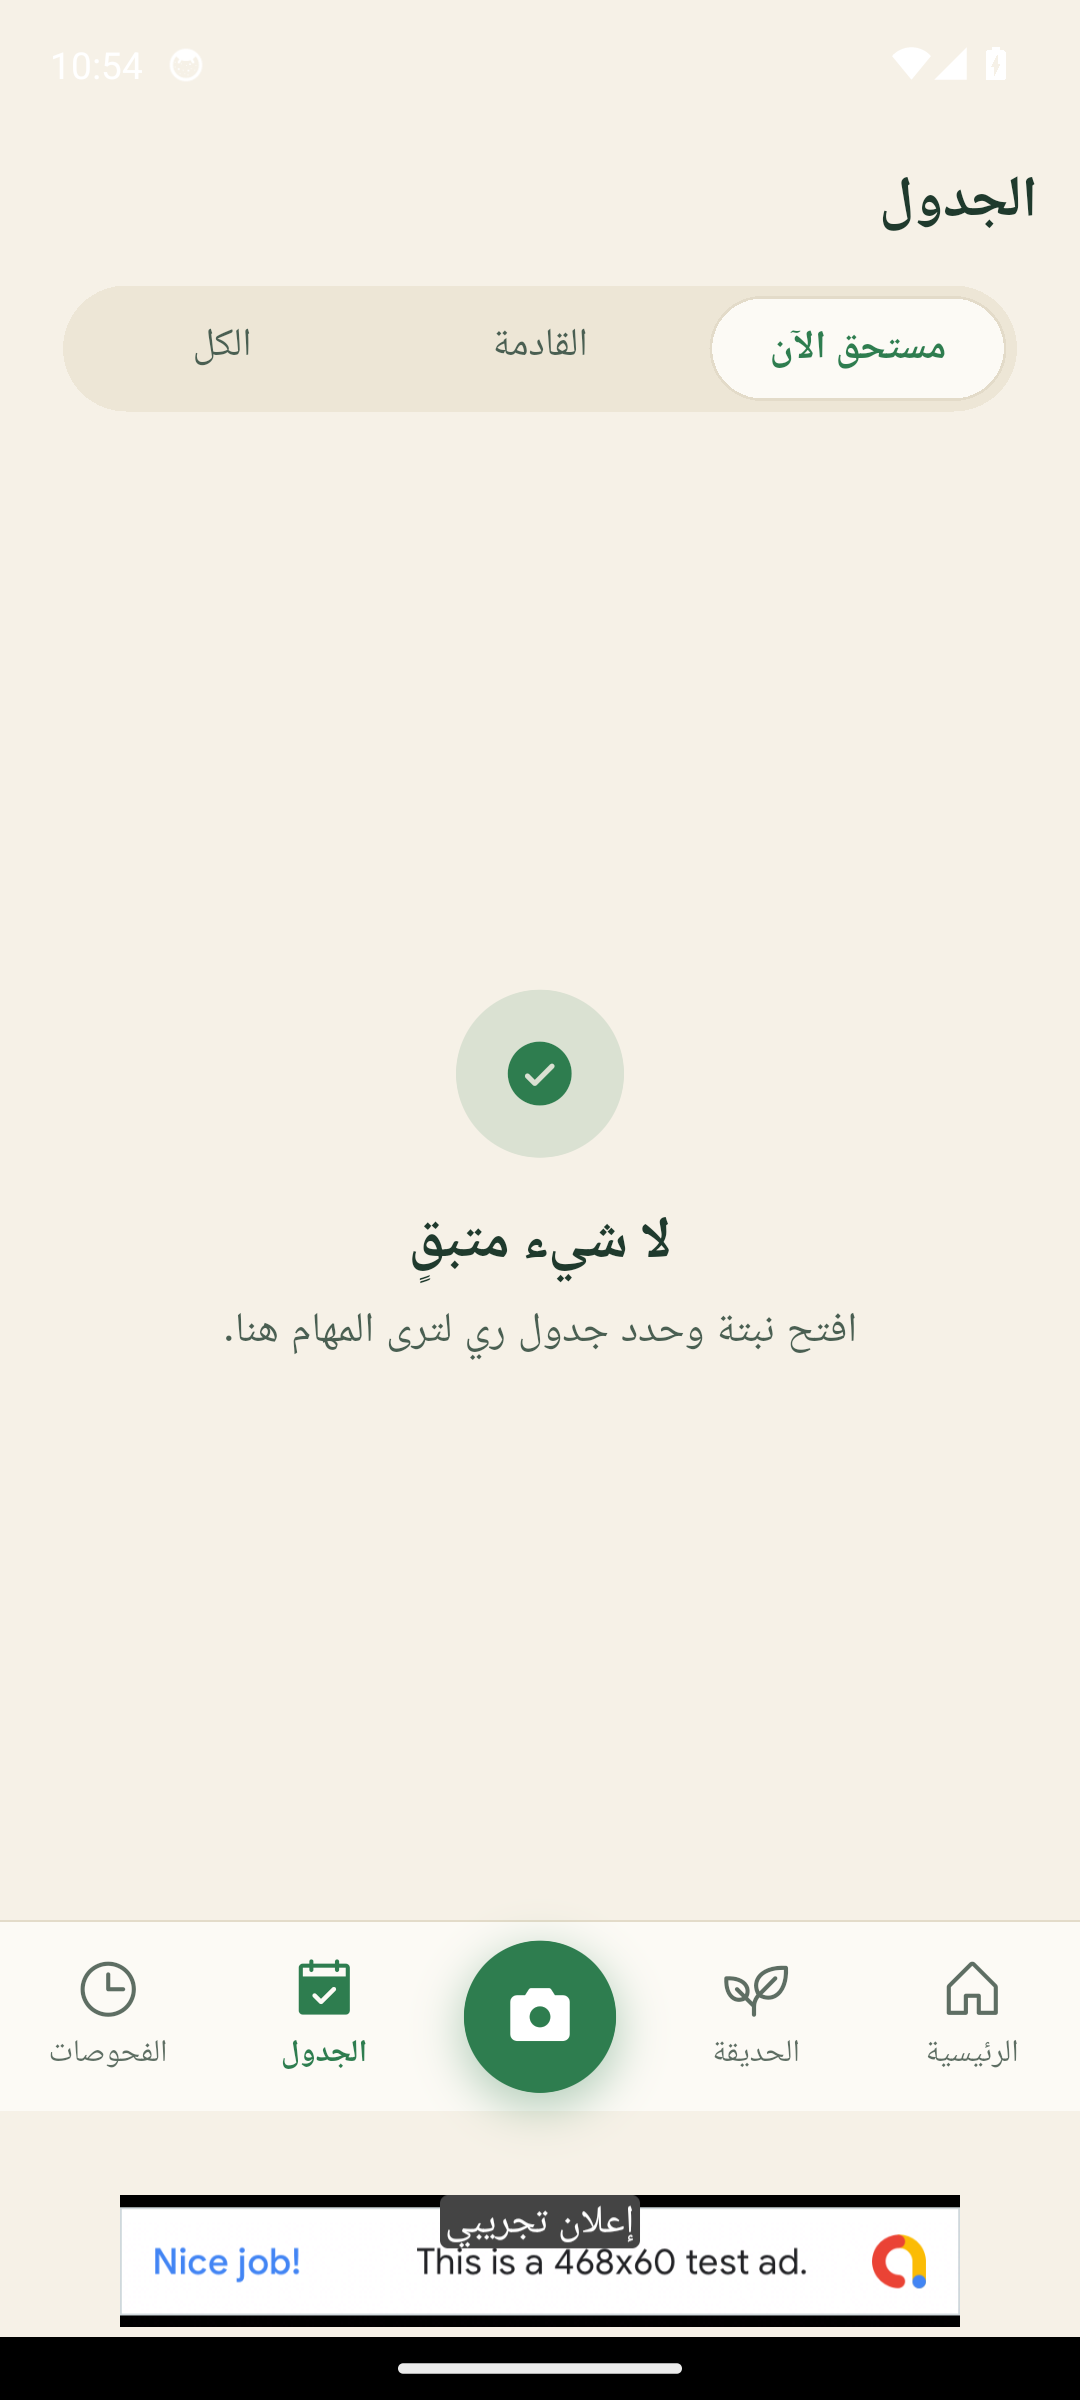 10:54
الجدول
مستحق الآن
القادمة
الكل
لا شيء متبقٍ
افتح نبتة وحدد جدول ري لترى المهام هنا.
الرئيسية
الحديقة
الجدول
الفحوصات
إعلان تجريبي
Nice job!
This is a 468x60 test ad.